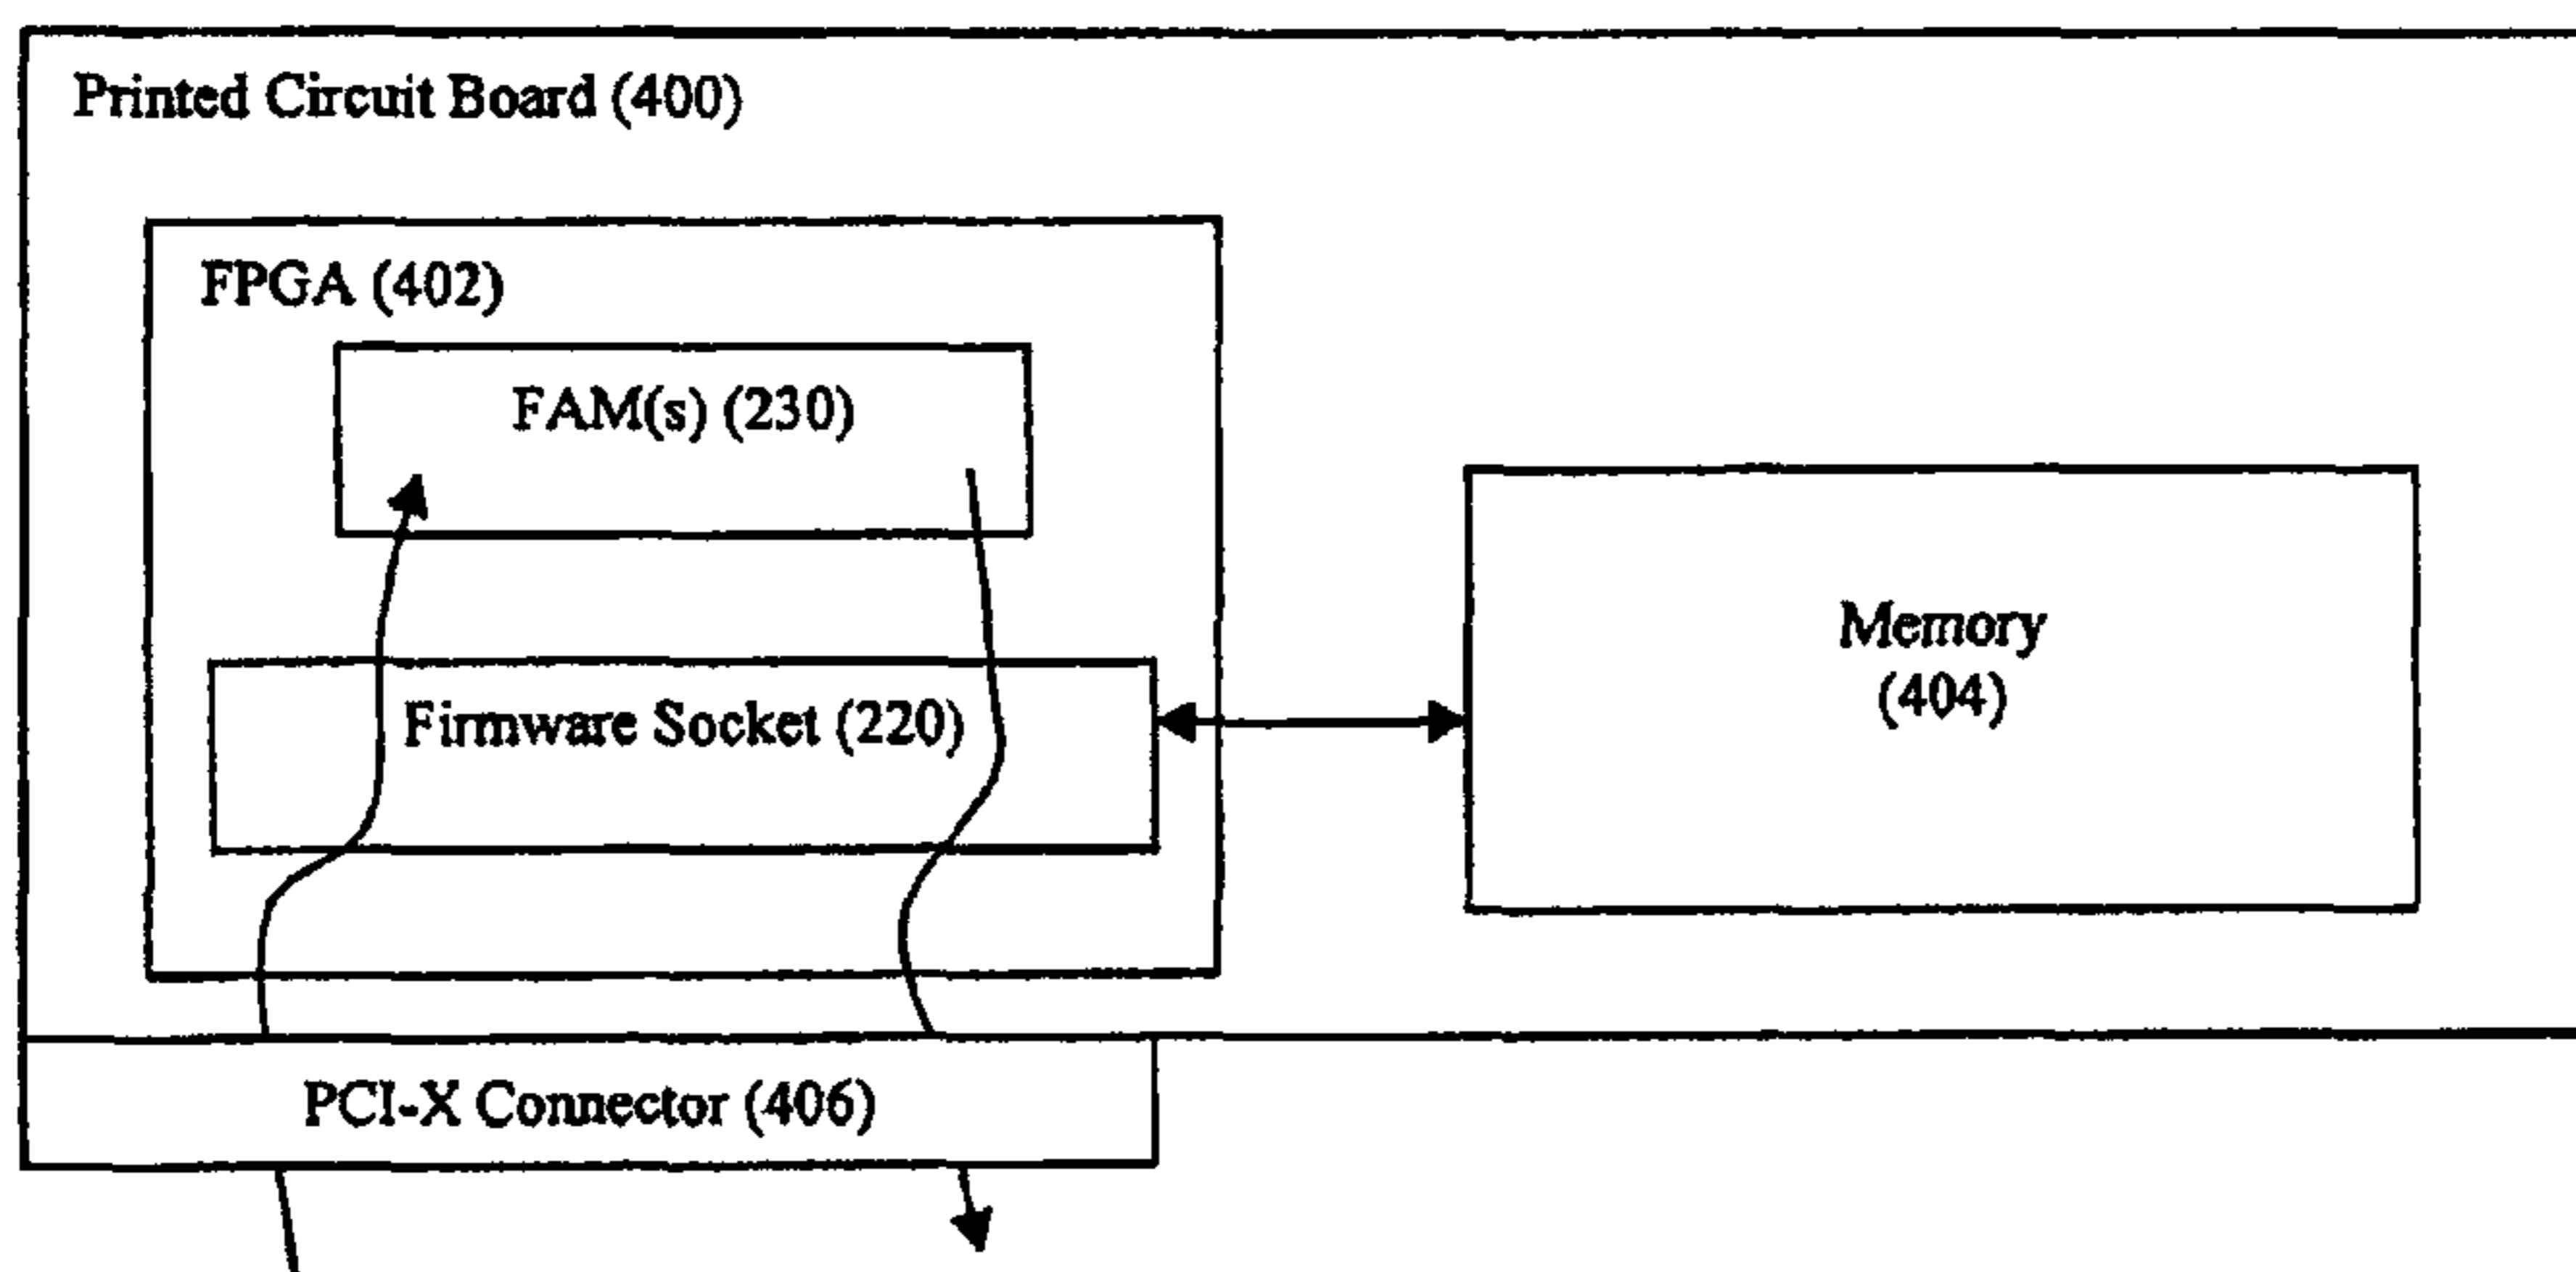 Printed Circuit Board (400)
FPGA (402)
FAM(s) (230)
Memory
(404)
Firmware Socket (220)
PCI-X Connector (406)